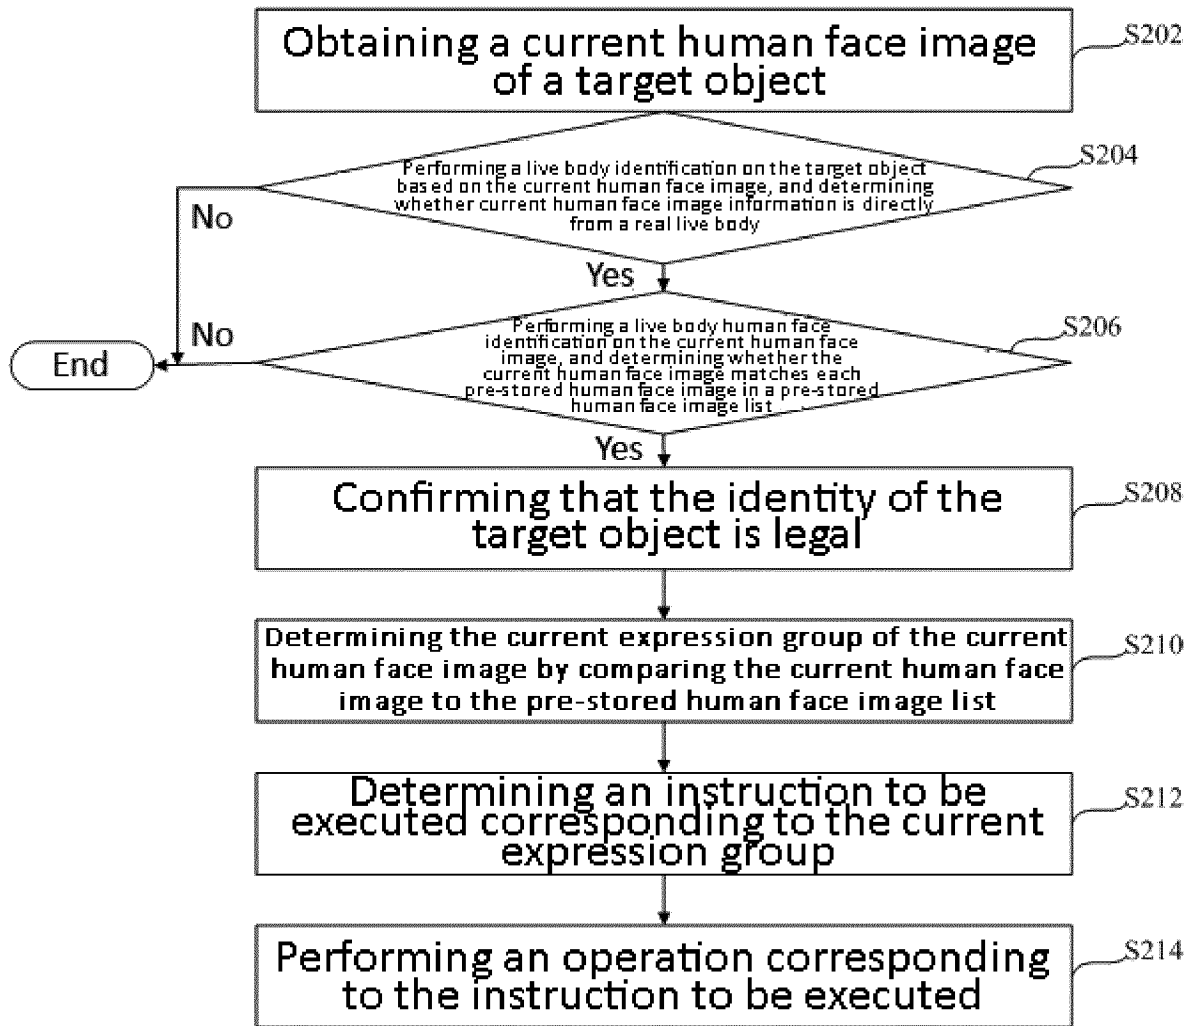 Obtaining a current human face image
of a target object
S202
Performing a live body identification on the target object
based on the current human face image, and determining
whether current human face image information is directly
from a real live body
S204
No
Yes
Performing a live body human face
identification on the current human face
image, and determining whether the
current human face image matches each
pre-stored human face image in a pre-stored
human face image list
S206
No
End
Yes
Confirming that the identity of the
target object is legal
S208
Determining the current expression group of the current
human face image by comparing the current human face
image to the pre-stored human face image list
S210
Determining an instruction to be
executed corresponding to the current
expression group
S212
Performing an operation corresponding
to the instruction to be executed
S214